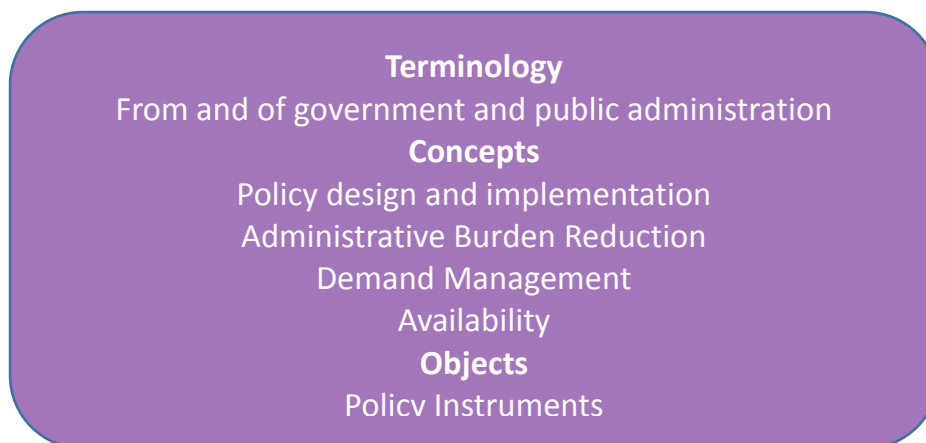 Terminology
From and of government and public administration
Concepts
Policy design and implementation
Administrative Burden Reduction
Demand Management
Availability
Objects
Policy Instruments